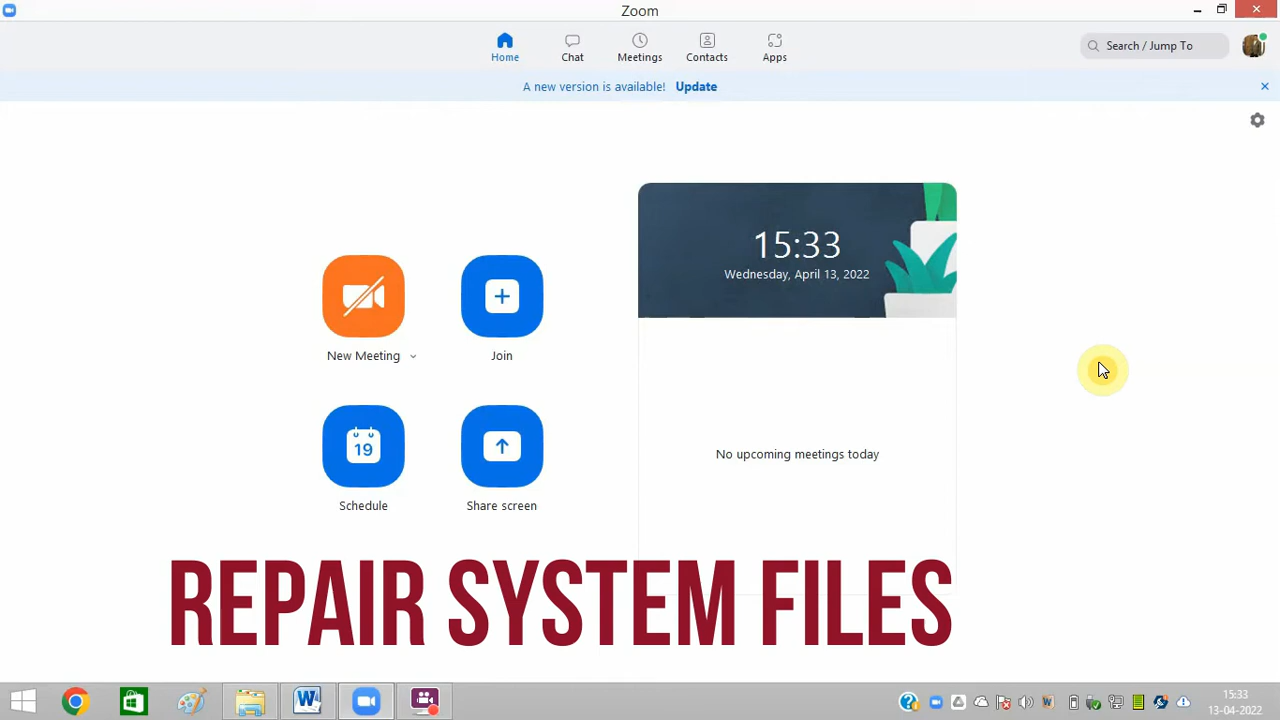 Zoom
Home
Chat
Meetings
Contacts
Apps
Search / Jump To
A new version is available! Update
15:33
Wednesday, April 13, 2022
New Meeting
Join
19
Schedule
Share screen
No upcoming meetings today
REPAIR SYSTEM FILES
15:33
13-04-2022